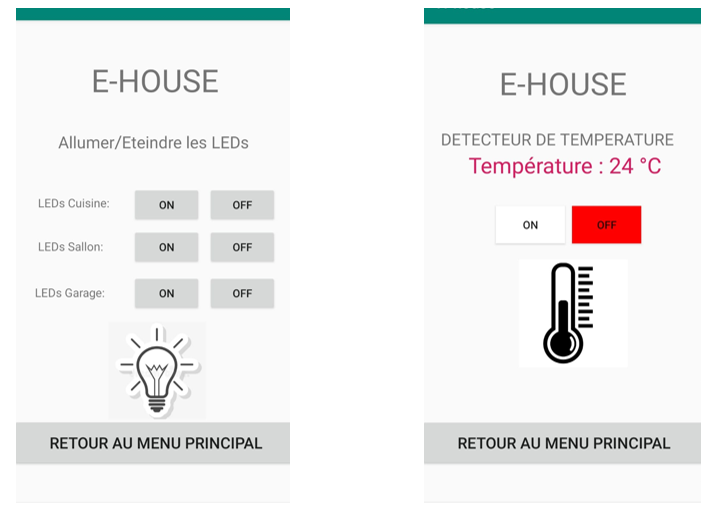 E-HOUSE
Allumer/Eteindre les LEDs
LEDs Cuisine: ON OFF
LEDs Sallon: ON OFF
LEDs Garage: ON OFF
RETOUR AU MENU PRINCIPAL
E-HOUSE
DETECTEUR DE TEMPERATURE
Température : 24 °C
ON OFF
RETOUR AU MENU PRINCIPAL